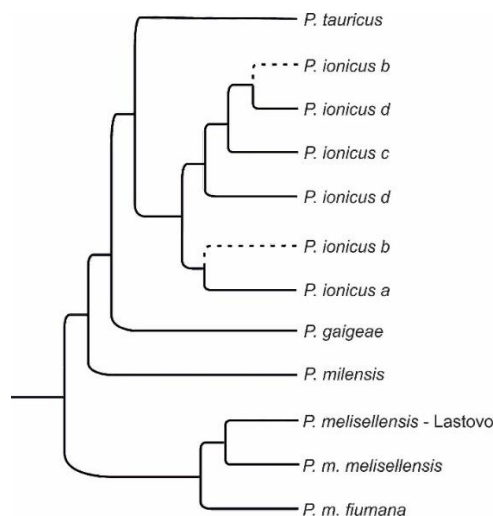 P. tauricus
P. ionicus b
P. ionicus d
P. ionicus c
P. ionicus d
P. ionicus b
P. ionicus a
P. gaigeae
P. milensis
P. melisellensis - Lastovo
P. m. melisellensis
P. m. fiumana